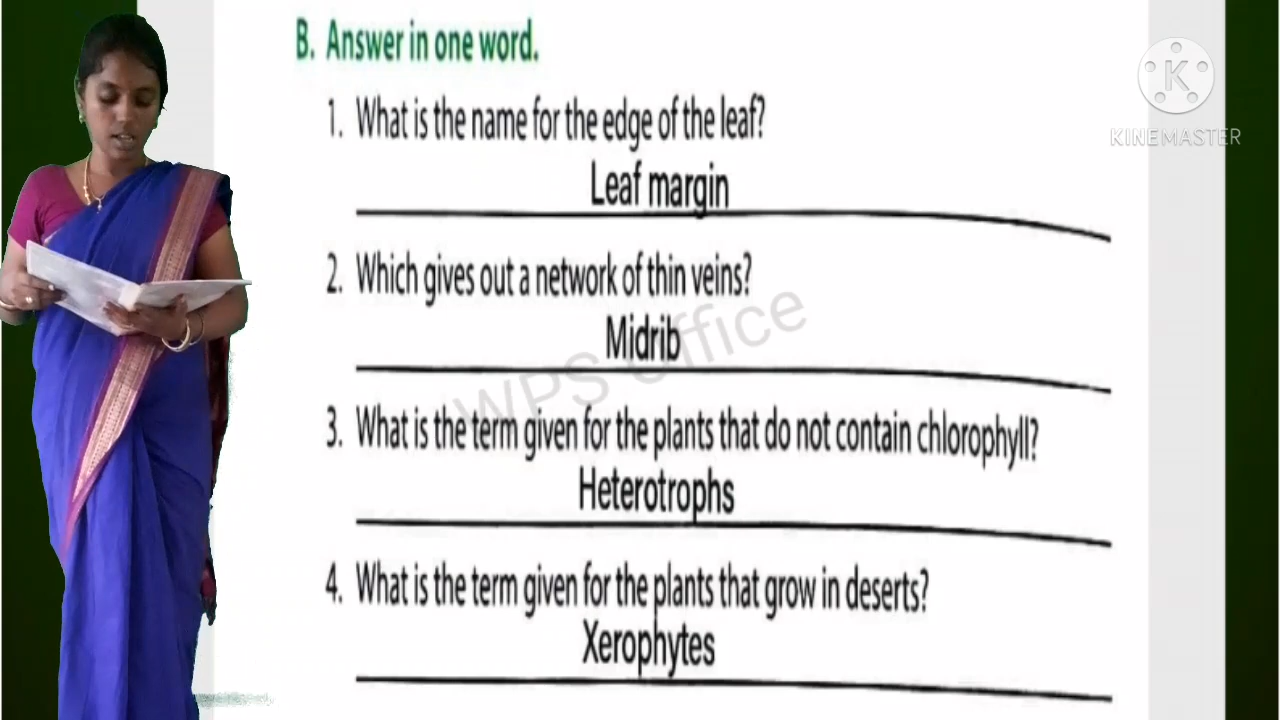 B. Answer in one word.
1. What is the name for the edge of the leaf?
Leaf margin
2. Which gives out a network of thin veins?
Midrib
3. What is the term given for the plants that do not contain chlorophyll?
Heterotrophs
4. What is the term given for the plants that grow in deserts?
Xerophytes
WPS Office
K
KINEMASTER